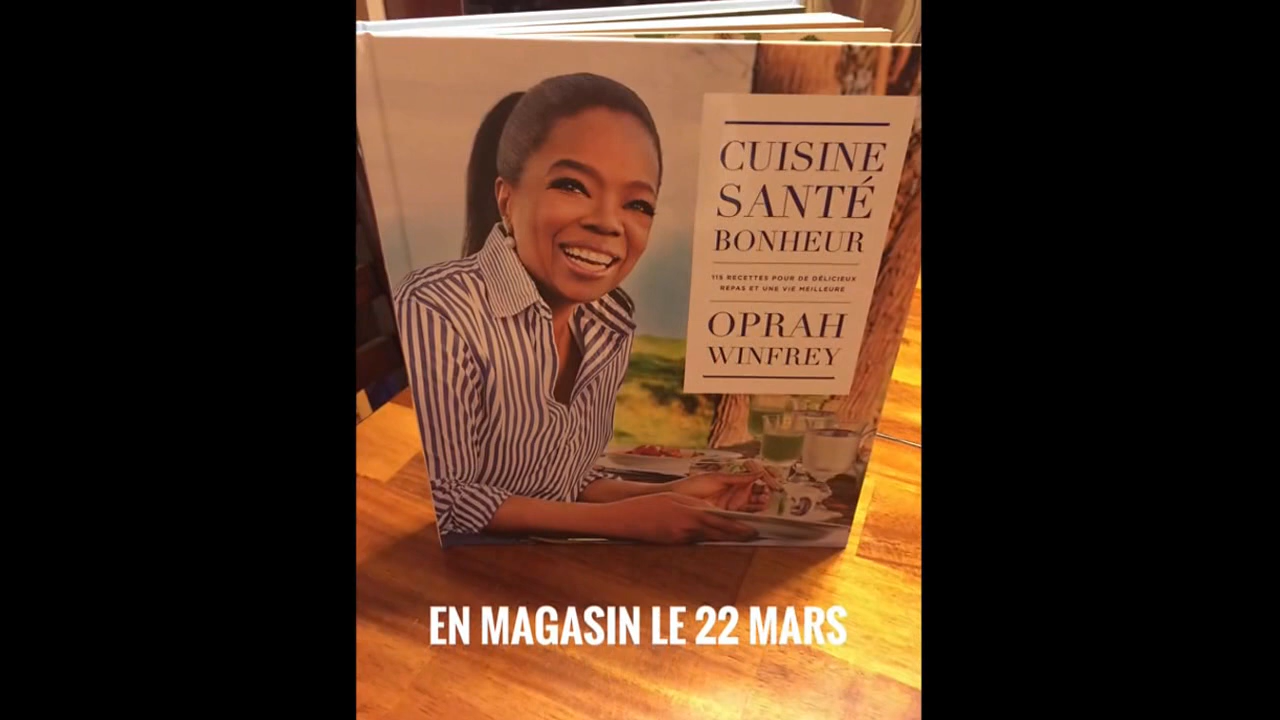 CUISINE
SANTÉ
BONHEUR
115 RECETTES POUR DE DÉLICIEUX
REPAS ET UNE VIE MEILLEURE
OPRAH
WINFREY
EN MAGASIN LE 22 MARS